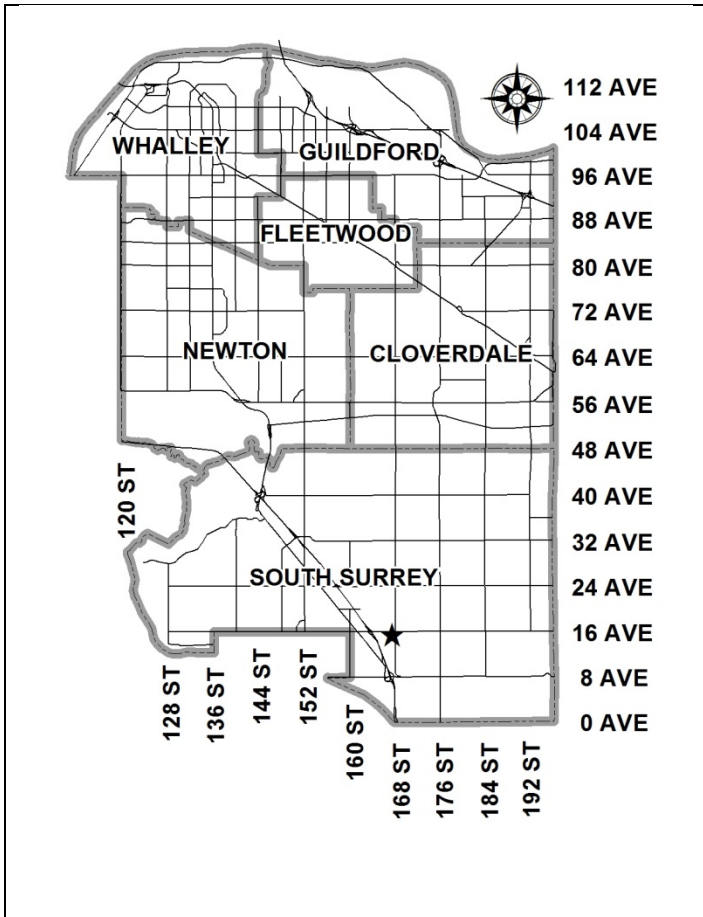 112 AVE
104 AVE
WHALLEY
GUILDFORD
96 AVE
88 AVE
FLEETWOOD
80 AVE
72 AVE
NEWTON
CLOVERDALE
64 AVE
56 AVE
48 AVE
120 ST
40 AVE
32 AVE
SOUTH SURREY
24 AVE
16 AVE
8 AVE
128 ST
136 ST
144 ST
152 ST
160 ST
0 AVE
168 ST
176 ST
184 ST
192 ST